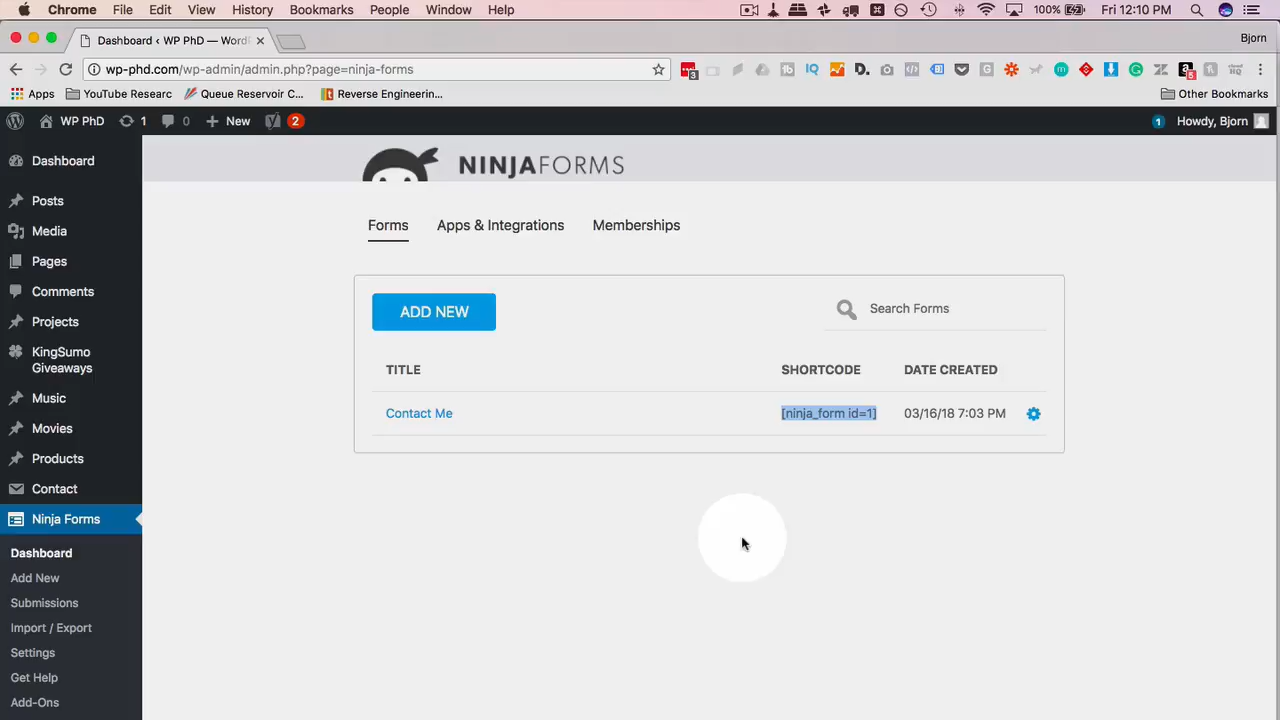 Chrome File Edit View History Bookmarks People Window Help 100% Fri 12:10 PM
Dashboard ‹ WP PhD — Word Bjorn
wp-phd.com/wp-admin/admin.php?page=ninja-forms
Apps YouTube Researc Queue Reservoir C... Reverse Engineerin... Other Bookmarks
WP PhD 1 0 New 2 1 Howdy, Bjorn
Dashboard
Posts
Media
Pages
Comments
Projects
KingSumo
Giveaways
Music
Movies
Products
Contact
Ninja Forms
Dashboard
Add New
Submissions
Import / Export
Settings
Get Help
Add-Ons
NINJAFORMS
Forms Apps & Integrations Memberships
ADD NEW Search Forms
TITLE SHORTCODE DATE CREATED
Contact Me [ninja_form id=1] 03/16/18 7:03 PM